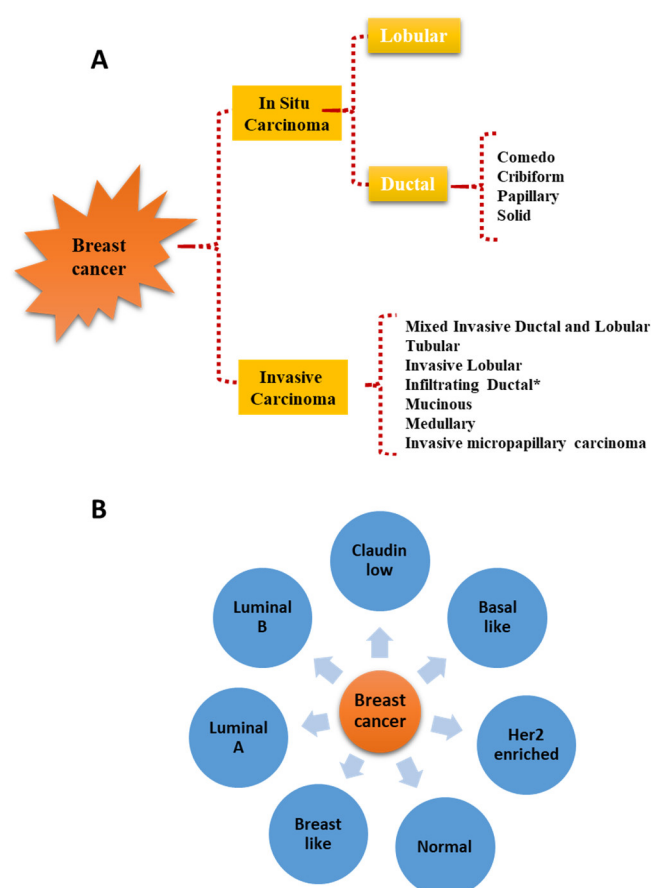 A
Lobular
In Situ
Carcinoma
Ductal
Comedo
Cribiform
Papillary
Solid
Breast
cancer
Mixed Invasive Ductal and Lobular
Tubular
Invasive Lobular
Infiltrating Ductal*
Mucinous
Medullary
Invasive micropapillary carcinoma
Invasive
Carcinoma
B
Claudin
low
Luminal
B
Basal
like
Breast
cancer
Luminal
A
Her2
enriched
Breast
like
Normal